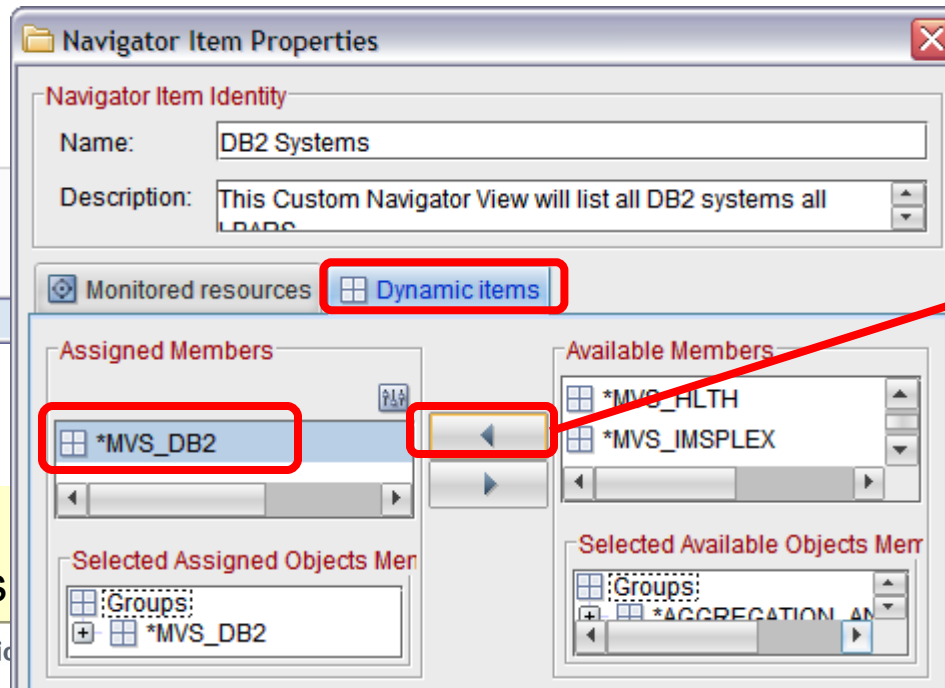 Navigator Item Properties
Navigator Item Identity
Name: DB2 Systems
Description: This Custom Navigator View will list all DB2 systems all
LPARS
Monitored resources Dynamic items
Assigned Members
*MVS_DB2
Available Members
*MVS_HLTH
*MVS_IMSPLEX
Selected Assigned Objects Mem
Groups
*MVS_DB2
Selected Available Objects Mem
Groups
*AGGREGATION_AN